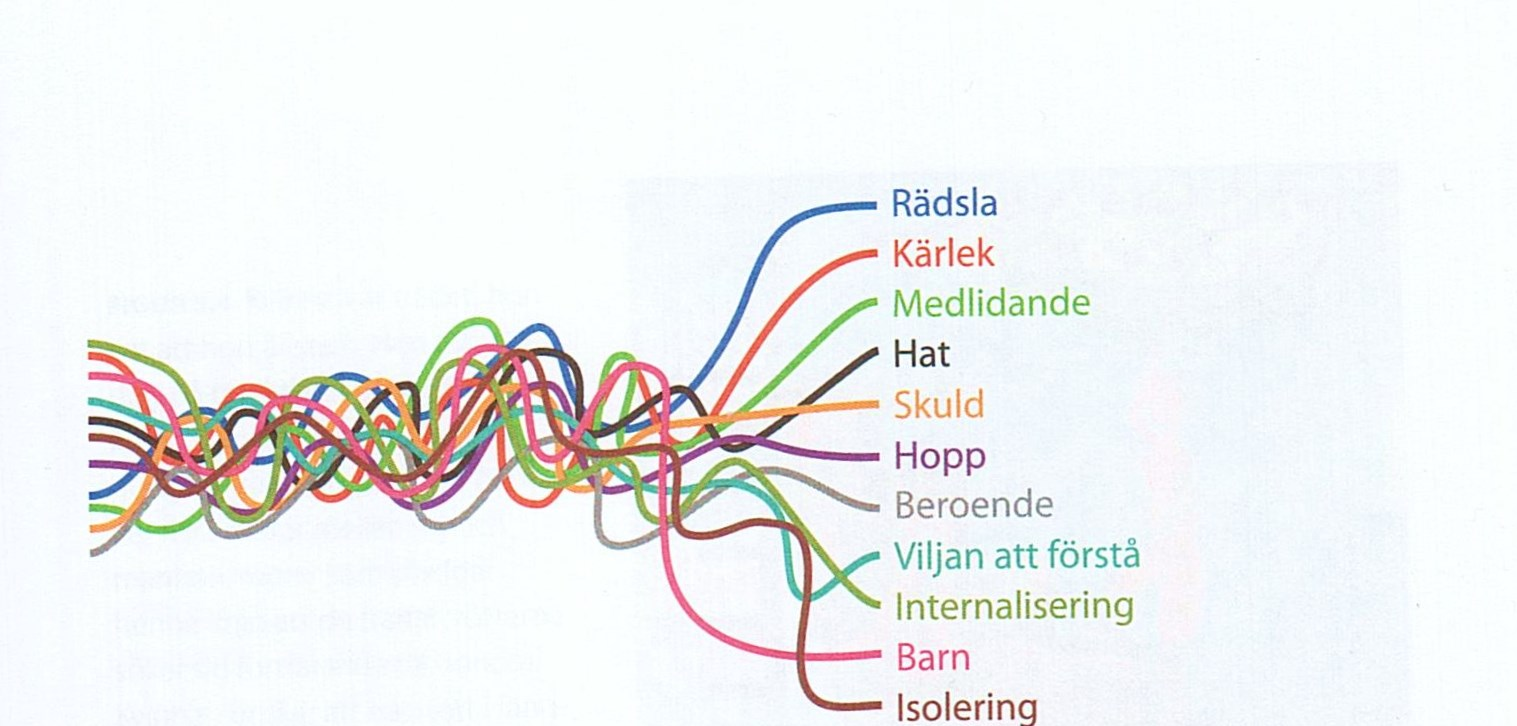 Rädsla
Kärlek
Medlidande
Hat
Skuld
Hopp
Beroende
Viljan att förstå
Internalisering
Barn
Isolering